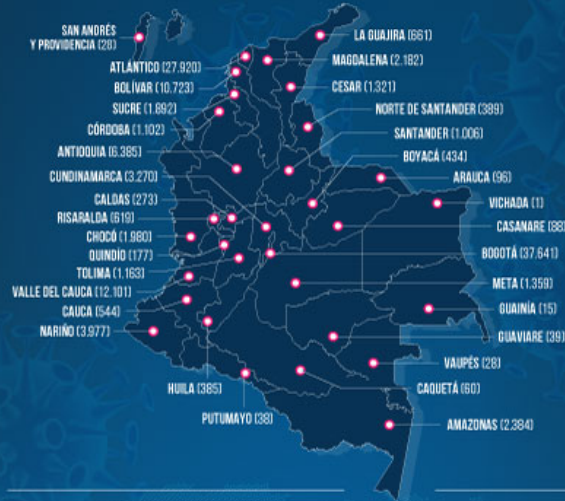 SAN ANDRÉS
Y PROVIDENCIA (28)
ATLÁNTICO (27.920)
BOLÍVAR (10.723)
SUCRE (1.892)
CÓRDOBA (1.102)
ANTIOQUIA (6.385)
CUNDINAMARCA (3.270)
CALDAS (273)
RISARALDA (619)
CHOCÓ (1.980)
QUINDÍO (177)
TOLIMA (1.163)
VALLE DEL CAUCA (12.101)
CAUCA (544)
NARIÑO (3.977)
HUILA (385)
PUTUMAYO (38)
LA GUAJIRA (661)
MAGDALENA (2.182)
CESAR (1.321)
NORTE DE SANTANDER (389)
SANTANDER (1.006)
BOYACÁ (434)
ARAUCA (96)
VICHADA (1)
CASANARE (88)
BOGOTÁ (37.641)
META (1.359)
GUAINÍA (15)
GUAVIARE (39)
VAUPÉS (28)
CAQUETÁ (60)
AMAZONAS (2.384)